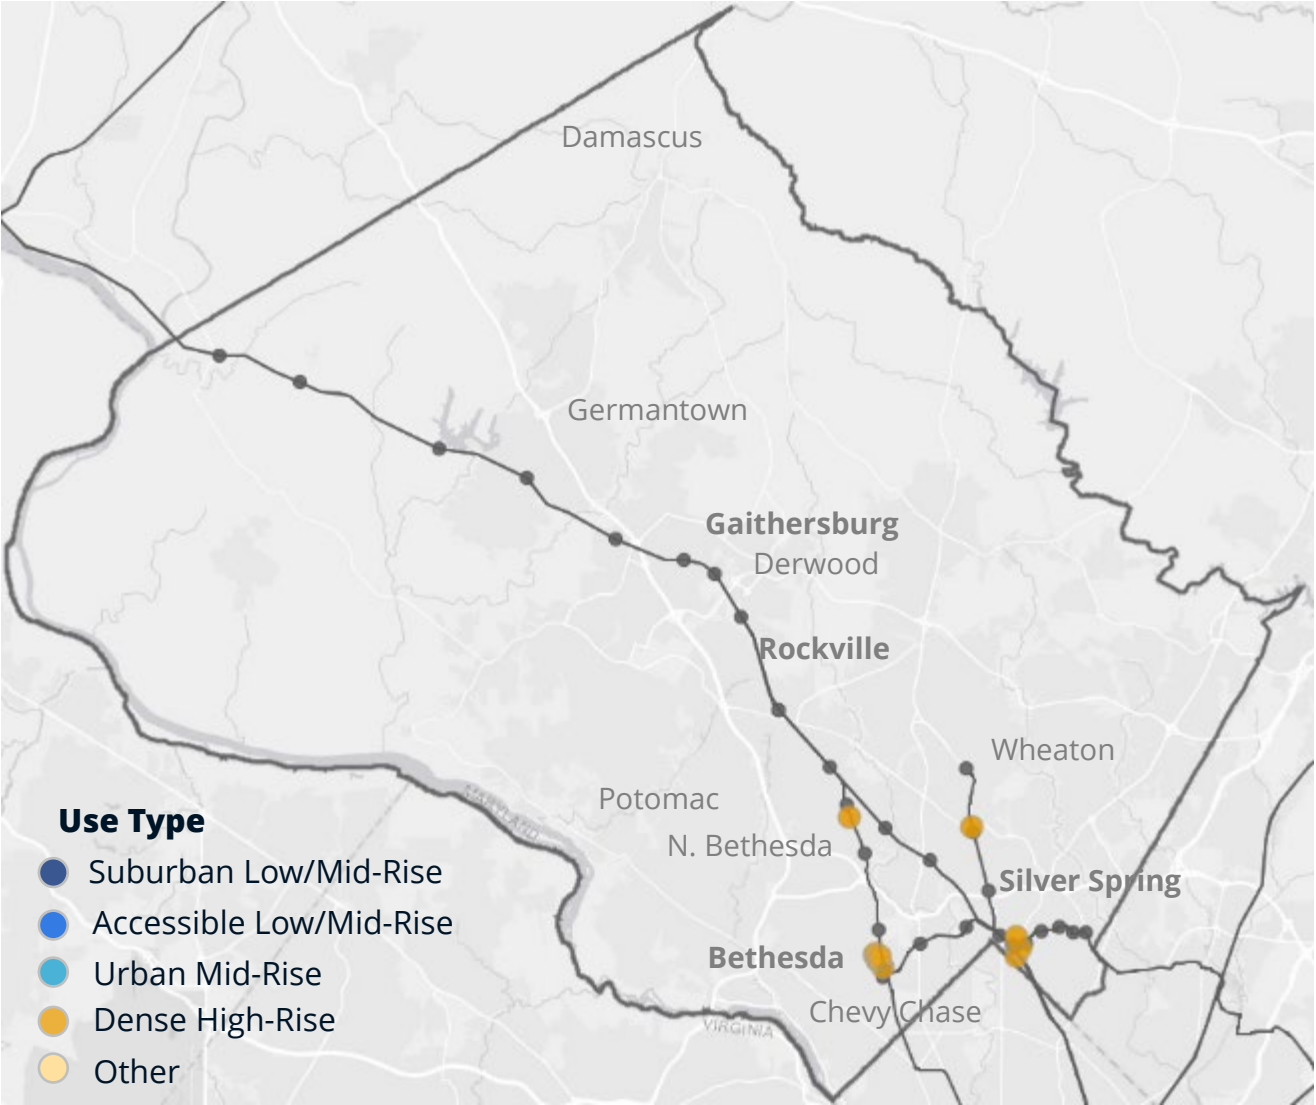 Damascus
Germantown
Gaithersburg
Derwood
Rockville
Wheaton
Potomac
N. Bethesda
MARYLAND
Silver Spring
Bethesda
Chevy Chase
VIRGINIA
Use Type
Suburban Low/Mid-Rise
Accessible Low/Mid-Rise
Urban Mid-Rise
Dense High-Rise
Other